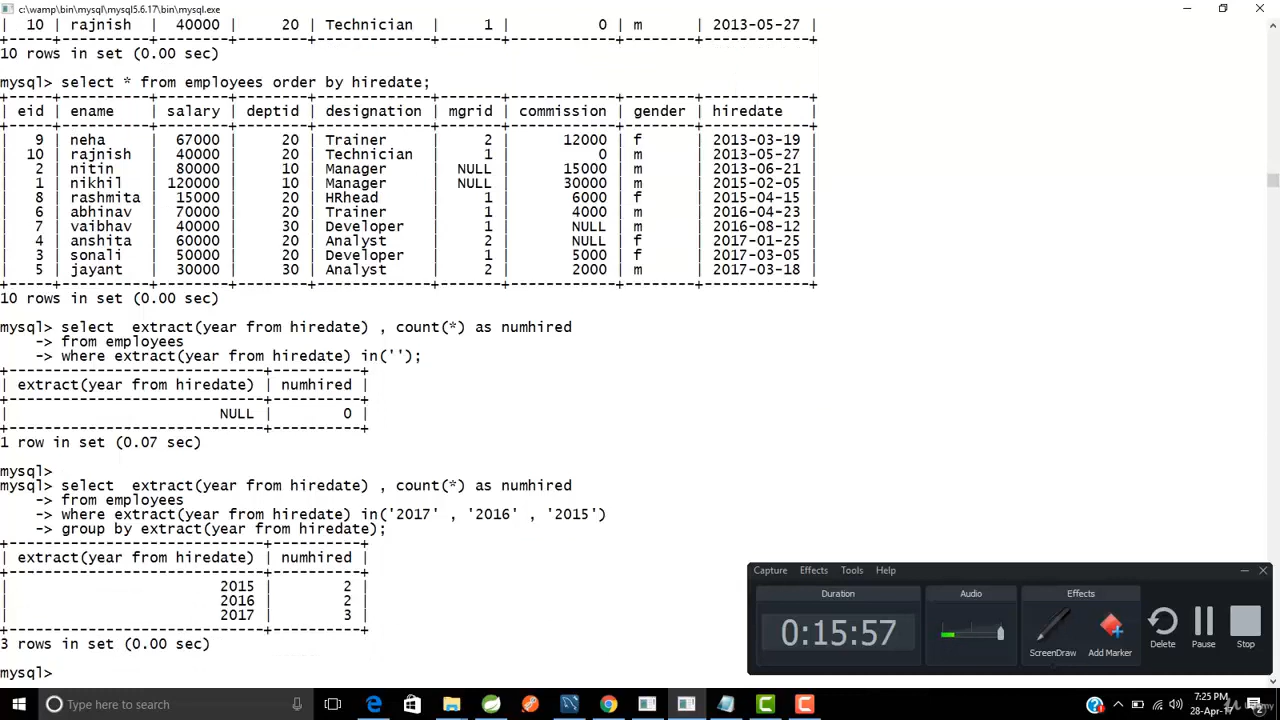 c:\wamp\bin\mysql\mysql5.6.17\bin\mysql.exe
| 10 | rajnish | 40000 | 20 | Technician | 1 | 0 | m | 2013-05-27 |
10 rows in set (0.00 sec)
mysql> select * from employees order by hiredate;
| eid | ename | salary | deptid | designation | mgrid | commission | gender | hiredate |
| 9 | neha | 67000 | 20 | Trainer | 2 | 12000 | f | 2013-03-19 |
| 10 | rajnish | 40000 | 20 | Technician | 1 | 0 | m | 2013-05-27 |
| 2 | nitin | 80000 | 10 | Manager | NULL | 15000 | m | 2013-06-21 |
| 1 | nikhil | 120000 | 10 | Manager | NULL | 30000 | m | 2015-02-05 |
| 8 | rashmita | 15000 | 20 | HRhead | 1 | 6000 | f | 2015-04-15 |
| 6 | abhinav | 70000 | 20 | Trainer | 1 | 4000 | m | 2016-04-23 |
| 7 | vaibhav | 40000 | 30 | Developer | 1 | NULL | m | 2016-08-12 |
| 4 | anshita | 60000 | 20 | Analyst | 2 | NULL | f | 2017-01-25 |
| 3 | sonali | 50000 | 20 | Developer | 1 | 5000 | f | 2017-03-05 |
| 5 | jayant | 30000 | 30 | Analyst | 2 | 2000 | m | 2017-03-18 |
10 rows in set (0.00 sec)
mysql> select  extract(year from hiredate) , count(*) as numhired
-> from employees
-> where extract(year from hiredate) in('');
| extract(year from hiredate) | numhired |
| NULL | 0 |
1 row in set (0.07 sec)
mysql>
mysql> select  extract(year from hiredate) , count(*) as numhired
-> from employees
-> where extract(year from hiredate) in('2017' , '2016' , '2015')
-> group by extract(year from hiredate);
| extract(year from hiredate) | numhired |
| 2015 | 2 |
| 2016 | 2 |
| 2017 | 3 |
3 rows in set (0.00 sec)
mysql>
Capture Effects Tools Help
Duration Audio Effects
0:15:57
ScreenDraw Add Marker Delete Pause Stop
Type here to search
7:25 PM
28-Apr-17